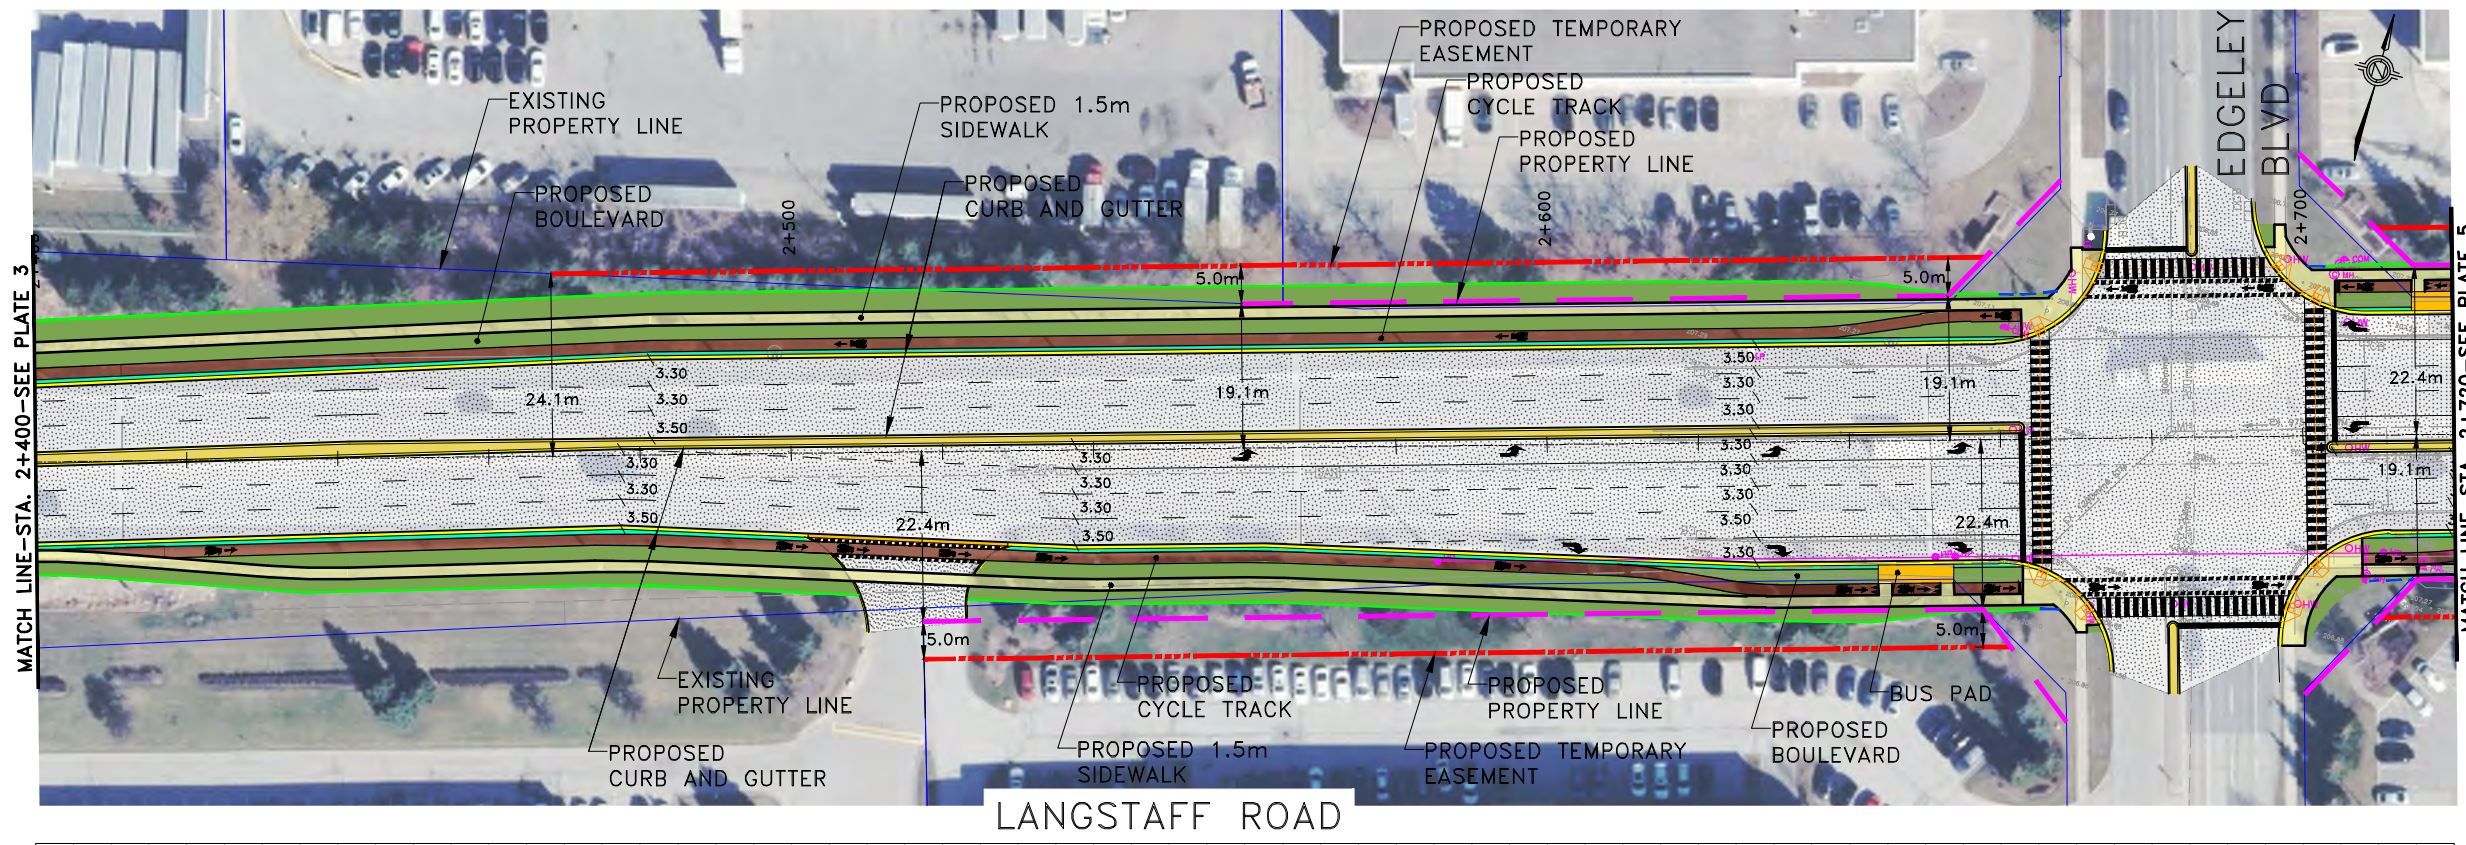 PROPOSED TEMPORARY
EASEMENT
EDGELEY
BLVD
PROPOSED
CYCLE TRACK
EXISTING
PROPERTY LINE
PROPOSED 1.5m
SIDEWALK
PROPOSED
PROPERTY LINE
PROPOSED
BOULEVARD
PROPOSED
CURB AND GUTTER
2+500
2+600
2+700
N
MATCH LINE-STA. 2+400-SEE PLATE 3
5.0m
5.0m
COM
MH
24.1m
19.1m
19.1m
22.4m
3.30
3.30
3.50
3.50
3.30
3.30
3.30
3.30
3.50
3.30
3.30
3.30
3.50
3.30
3.30
3.30
3.50
3.30
22.4m
22.4m
19.1m
5.0m
5.0m
EXISTING
PROPERTY LINE
PROPOSED
CYCLE TRACK
PROPOSED
PROPERTY LINE
BUS PAD
PROPOSED
CURB AND GUTTER
PROPOSED 1.5m
SIDEWALK
PROPOSED TEMPORARY
EASEMENT
PROPOSED
BOULEVARD
LANGSTAFF ROAD